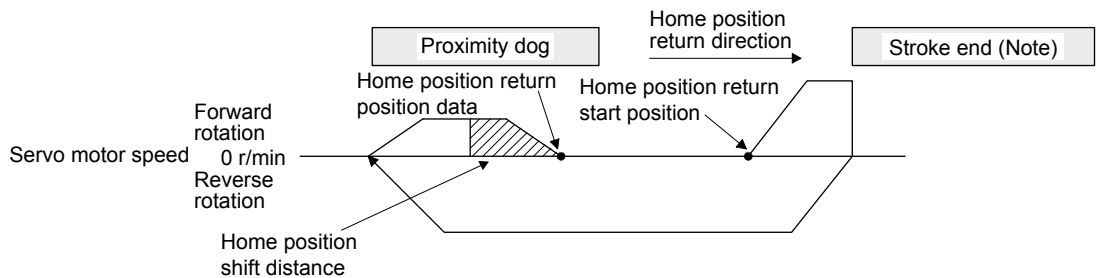 Proximity dog
Home position
return direction
Stroke end (Note)
Home position return
position data
Home position return
start position
Forward
rotation
Servo motor speed 0 r/min
Reverse
rotation
Home position
shift distance